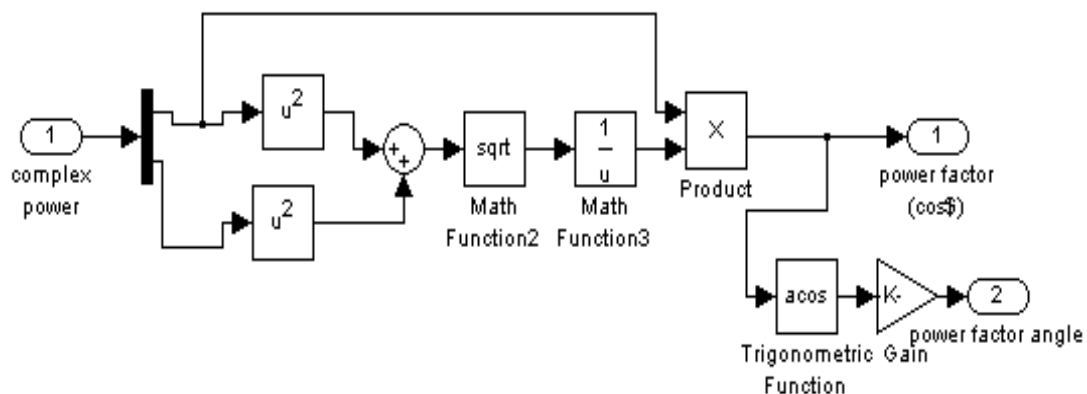 1
complex
power
u2
u2
+
+
sqrt
Math
Function2
1
u
Math
Function3
X
Product
1
power factor
(cos$)
acos
Trigonometric
Function
K-
Gain
2
power factor angle